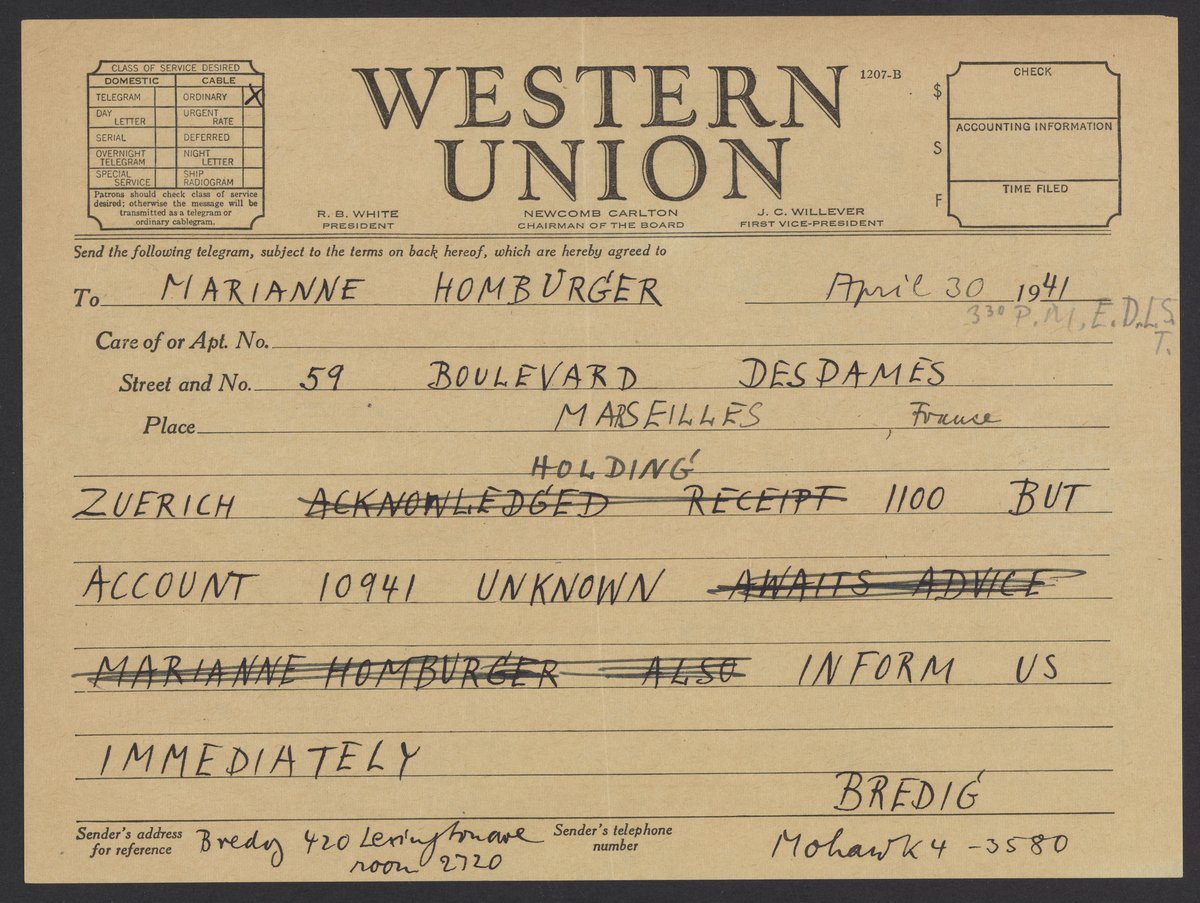 CLASS OF SERVICE DESIRED
DOMESTIC CABLE
TELEGRAM ORDINARY X
DAY LETTER URGENT RATE
SERIAL DEFERRED
OVERNIGHT TELEGRAM NIGHT LETTER
SPECIAL SERVICE SHIP RADIOGRAM
Patrons should check class of service
desired; otherwise the message will be
transmitted as a telegram or
ordinary cablegram.
WESTERN
UNION
1207-B
R. B. WHITE
PRESIDENT
NEWCOMB CARLTON
CHAIRMAN OF THE BOARD
J. C. WILLEVER
FIRST VICE-PRESIDENT
$ CHECK
S ACCOUNTING INFORMATION
F TIME FILED
Send the following telegram, subject to the terms on back hereof, which are hereby agreed to
To MARIANNE HOMBURGER April 30 1941
3³⁰ P.M, E.D.L.S.
T.
Care of or Apt. No.
Street and No. 59 BOULEVARD DESDAMES
Place MARSEILLES, France
HOLDING
ZUERICH ACKNOWLEDGED RECEIPT 1100 BUT
ACCOUNT 10941 UNKNOWN AWAITS ADVICE
MARIANNE HOMBURGER ALSO INFORM US
IMMEDIATELY
BREDIG
Sender's address
for reference
Bredig 420 Lexington ave
room 2720
Sender's telephone
number
Mohawk 4-3580